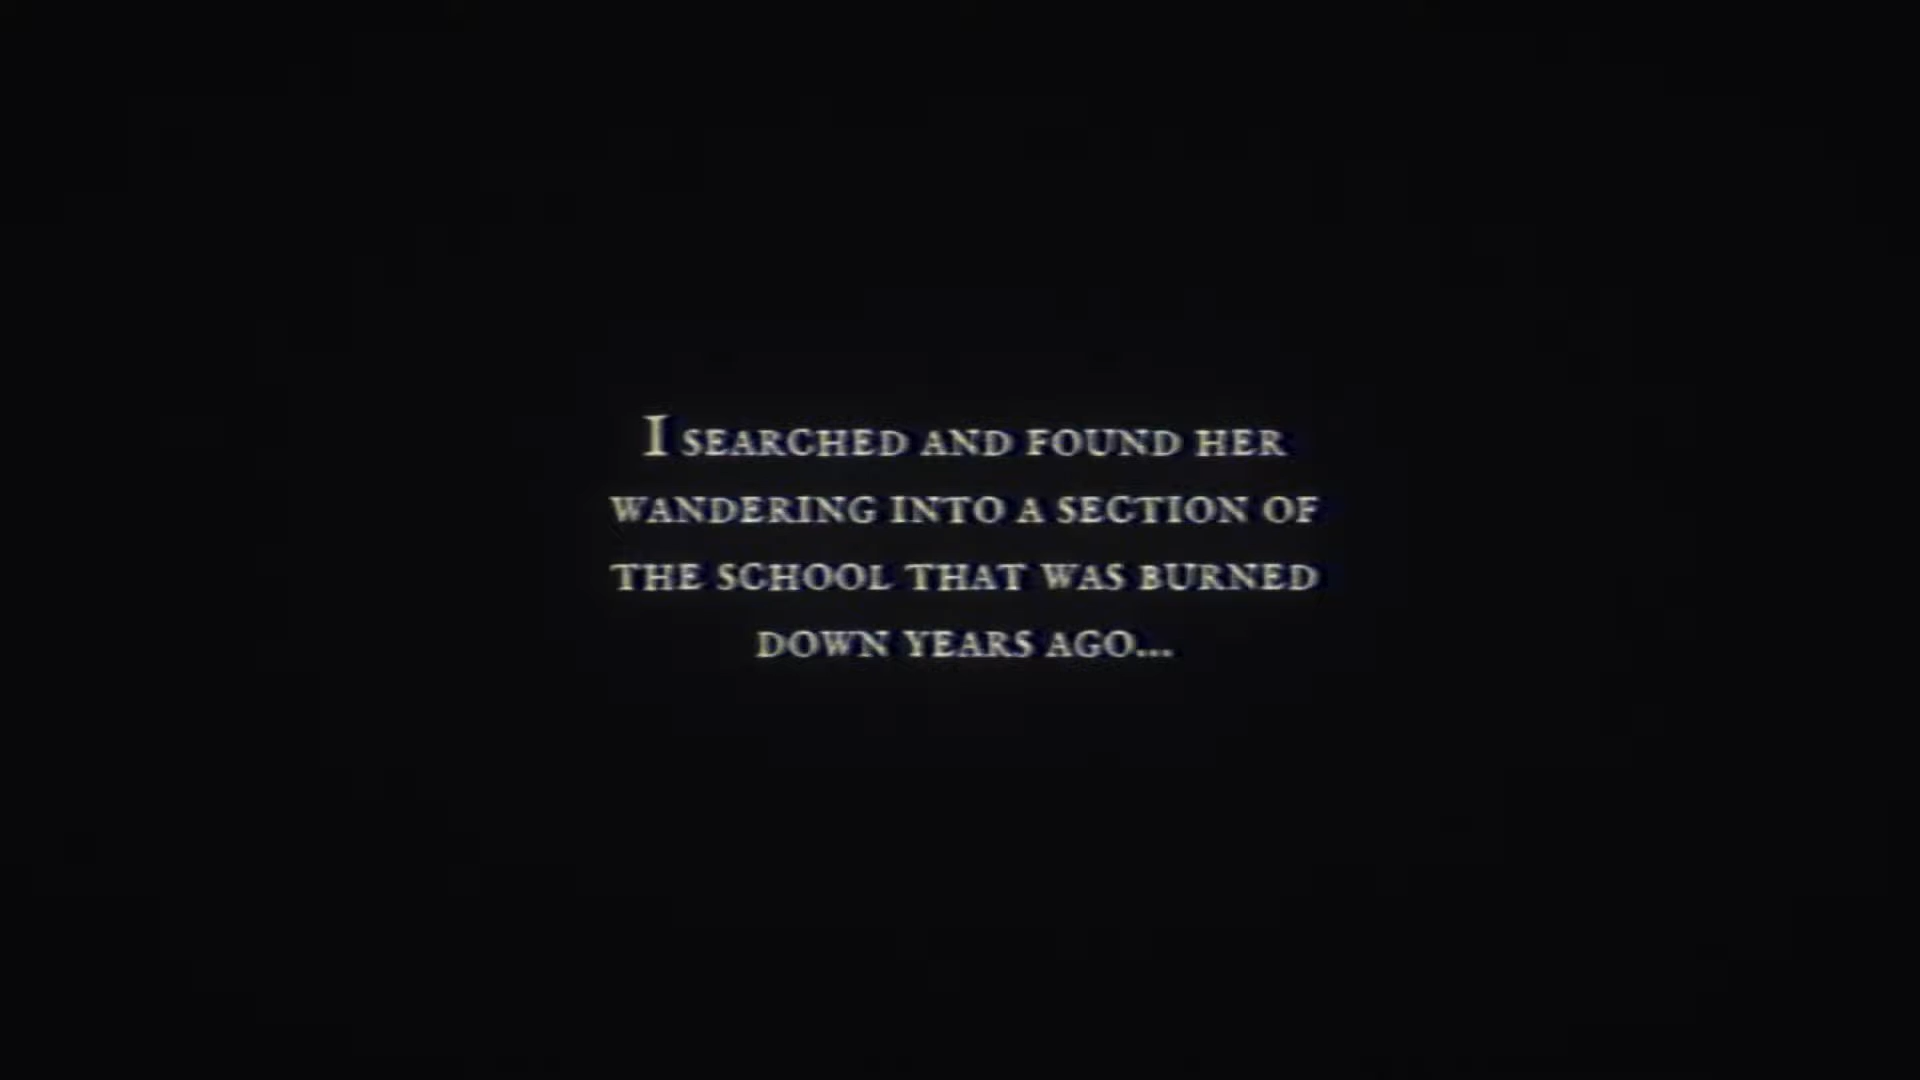 I SEARCHED AND FOUND HER
WANDERING INTO A SECTION OF
THE SCHOOL THAT WAS BURNED
DOWN YEARS AGO...